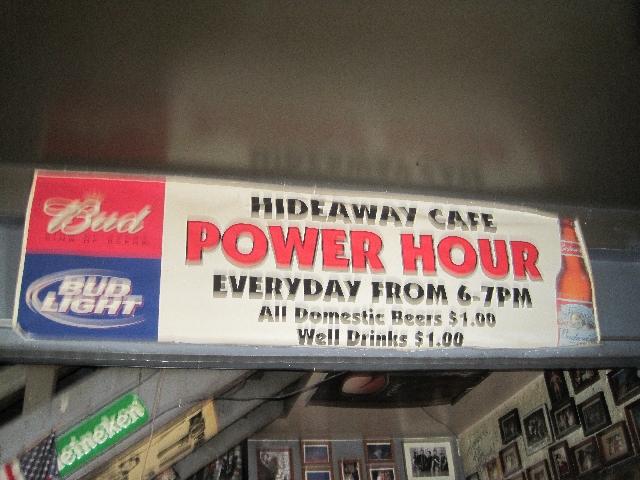 Bud
KING OF BEERS
BUD
LIGHT
HIDEAWAY CAFE
POWER HOUR
EVERYDAY FROM 6-7PM
All Domestic Beers $1.00
Well Drinks $1.00
Heineken